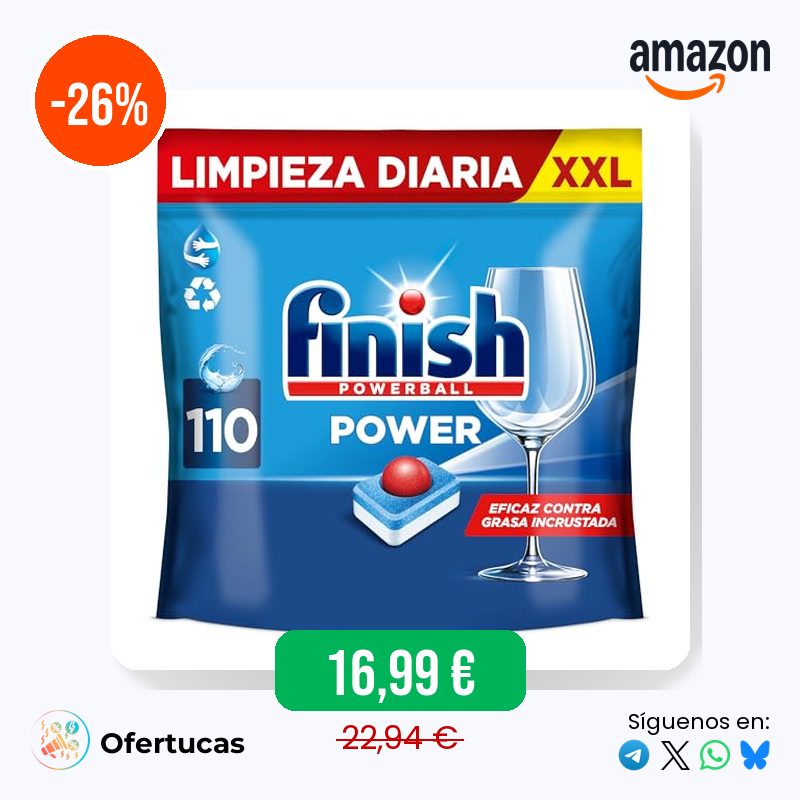 -26%
amazon
LIMPIEZA DIARIA XXL
finish
POWERBALL
110
POWER
EFICAZ CONTRA
GRASA INCRUSTADA
16,99 €
22,94 €
Ofertucas
Síguenos en: